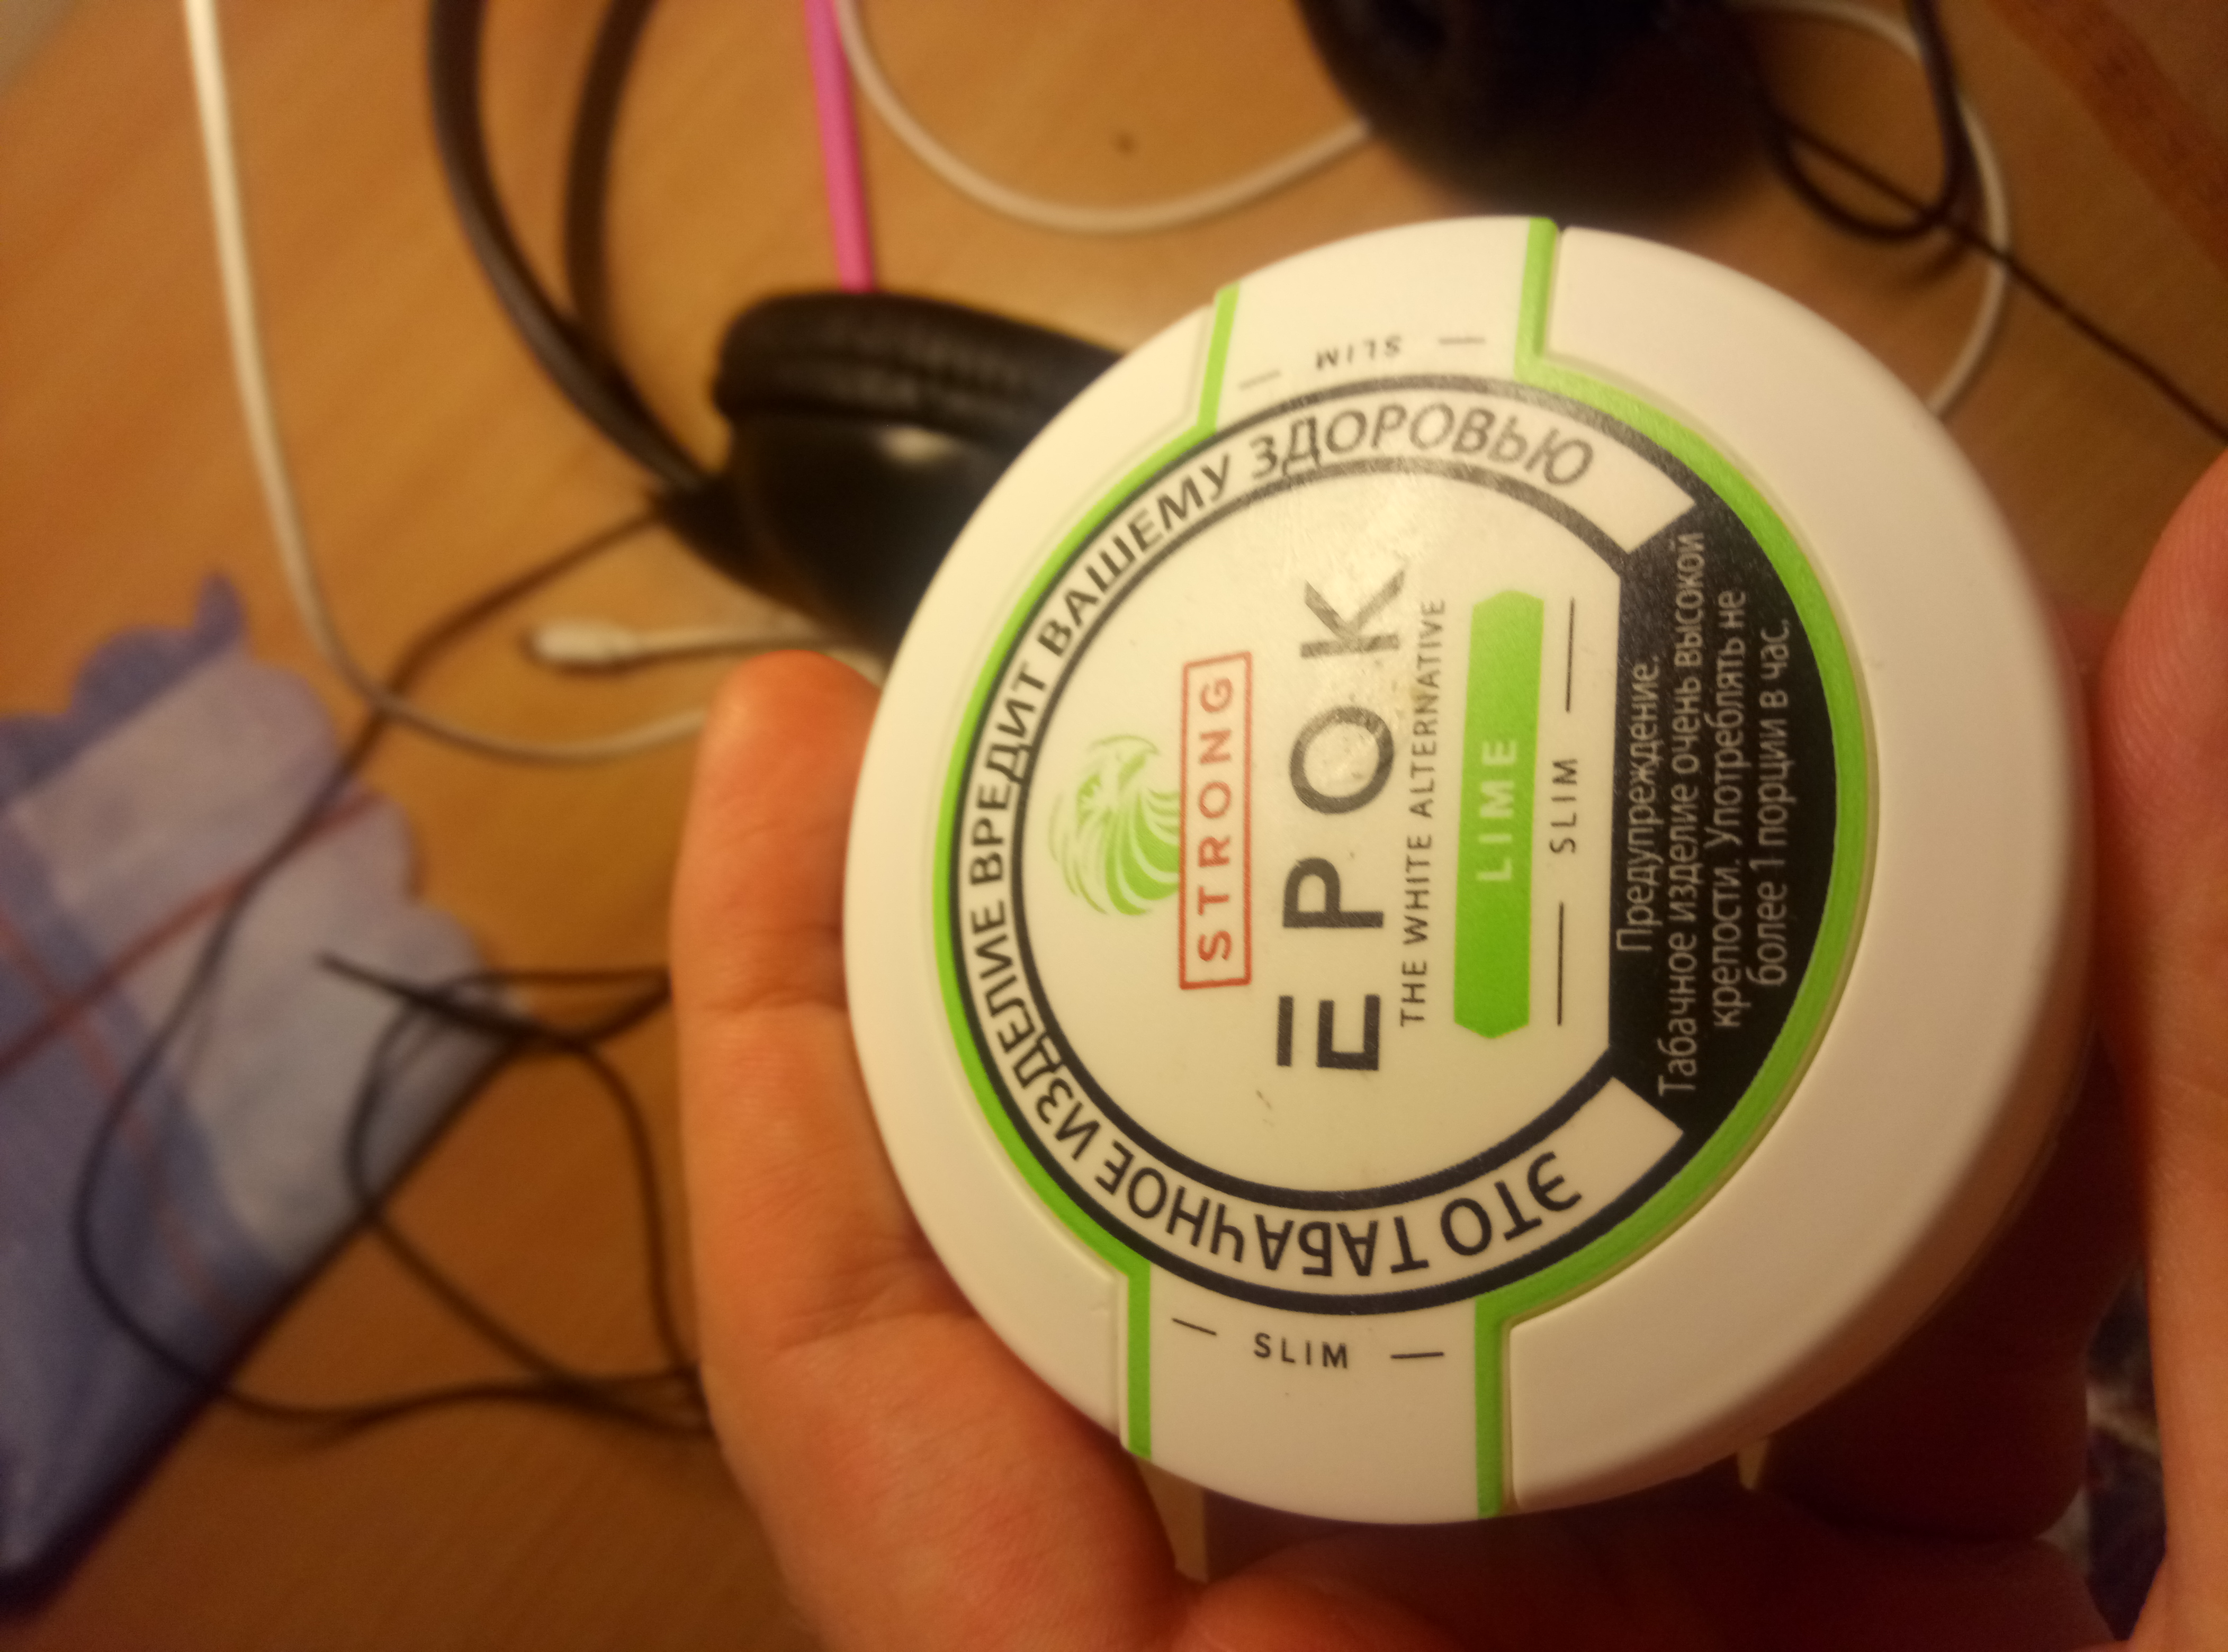 SLIM
ЭТО ТАБАЧНОЕ ИЗДЕЛИЕ ВРЕДИТ ВАШЕМУ ЗДОРОВЬЮ
STRONG
EPOK
THE WHITE ALTERNATIVE
LIME
SLIM
Предупреждение.
Табачное изделие очень высокой
крепости. Употреблять не
более 1 порции в час.
SLIM